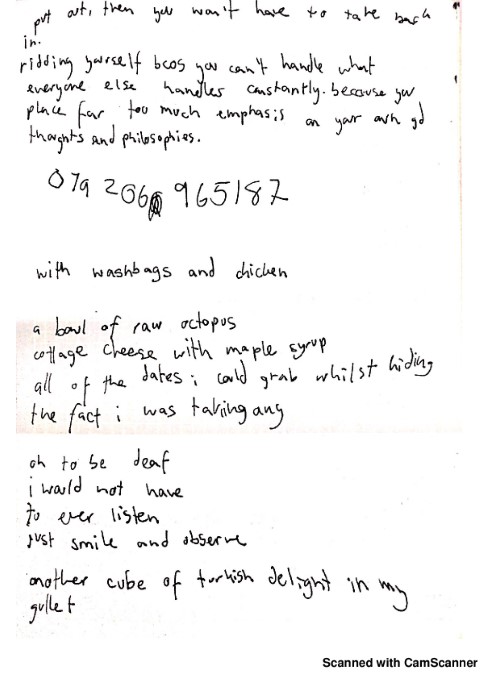 put out, then you won't have to take back
in.
ridding yourself bcos you can't handle what
everyone else handles constantly. because you
place far too much emphasis on your own gd
thoughts and philosophies.
079 206 965187
with washbags and chicken
a bowl of raw octopus
cottage cheese with maple syrup
all of the dates i could grab whilst hiding
the fact i was taking any
oh to be deaf
i would not have
to ever listen
just smile and observe
another cube of turkish delight in my
gullet
Scanned with CamScanner